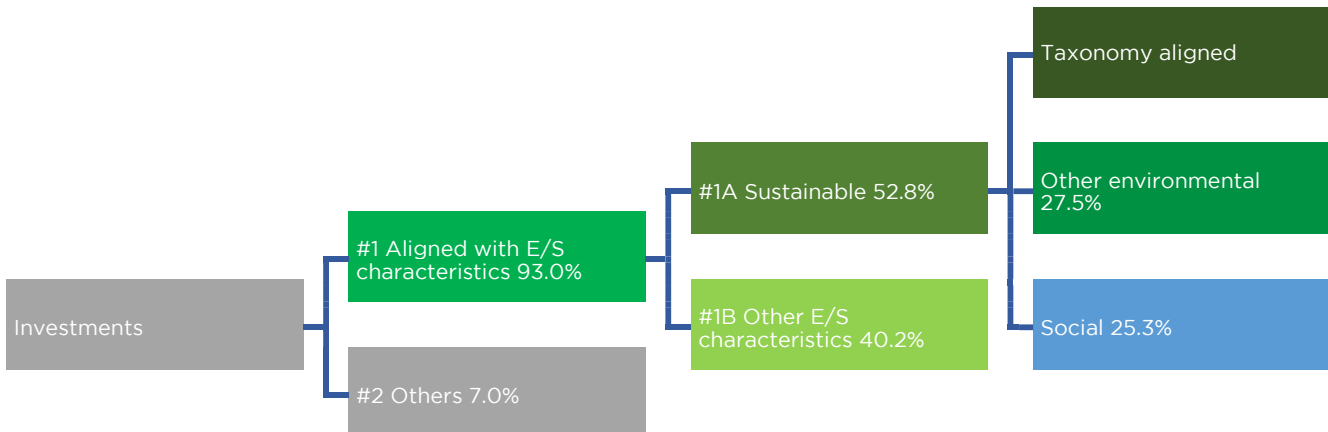 Investments
#1 Aligned with E/S
characteristics 93.0%
#2 Others 7.0%
#1A Sustainable 52.8%
#1B Other E/S
characteristics 40.2%
Taxonomy aligned
Other environmental
27.5%
Social 25.3%